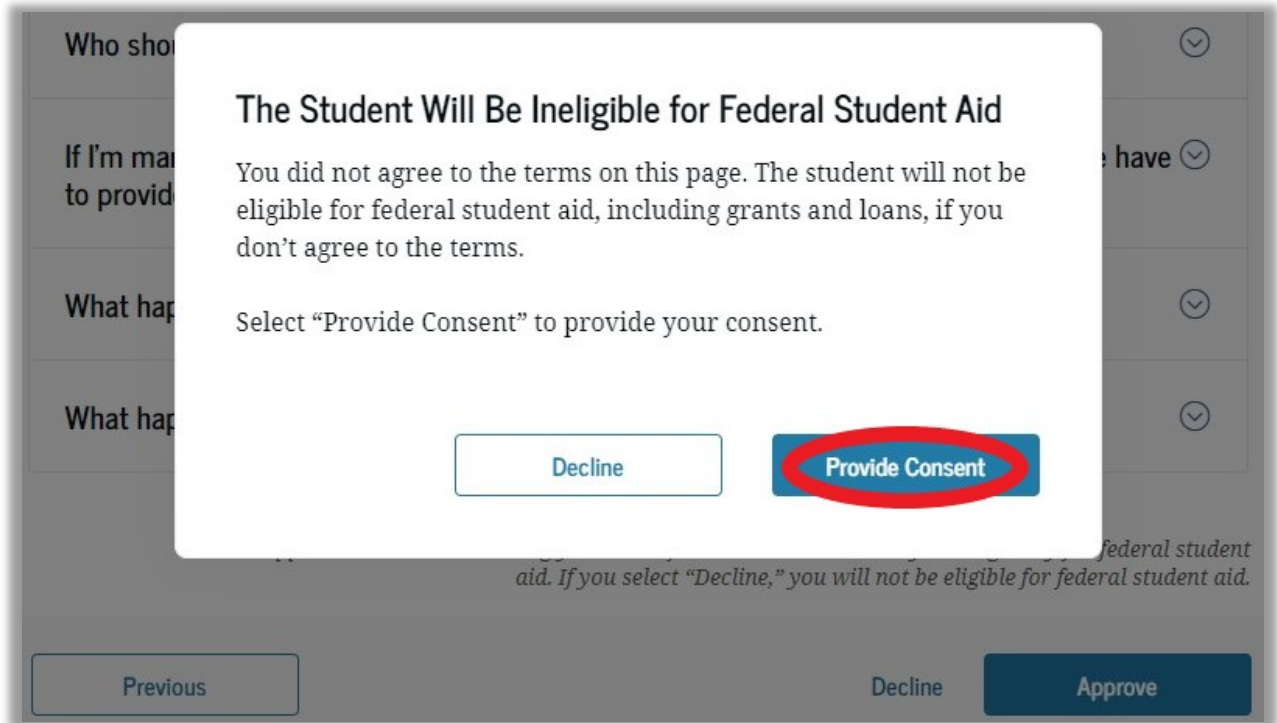 Who shou
The Student Will Be Ineligible for Federal Student Aid
If I'm mar
have
to provid
You did not agree to the terms on this page. The student will not be
eligible for federal student aid, including grants and loans, if you
don't agree to the terms.
What hap
Select “Provide Consent” to provide your consent.
What hap
Decline
Provide Consent
federal student
aid. If you select “Decline,” you will not be eligible for federal student aid.
Previous
Decline
Approve